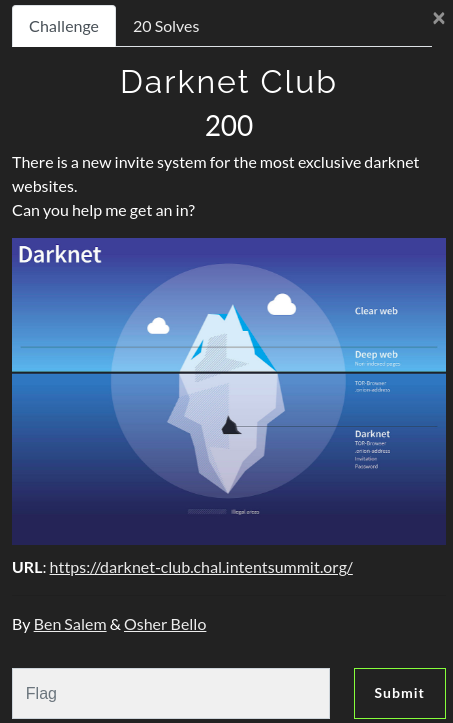 Challenge
20 Solves
×
Darknet Club
200
There is a new invite system for the most exclusive darknet
websites.
Can you help me get an in?
Darknet
Clear web
Deep web
Non-indexed pages
TOR-Browser
.onion-address
Darknet
TOR-Browser
.onion-address
Invitation
Password
Illegal areas
URL: https://darknet-club.chal.intentsummit.org/
By Ben Salem & Osher Bello
Flag
Submit